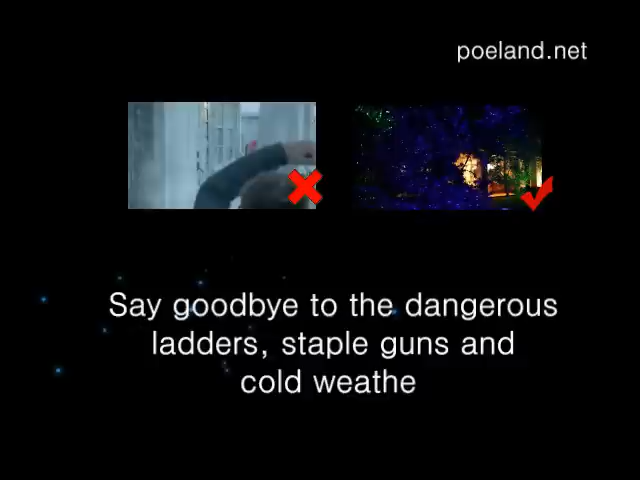 poeland.net
Say goodbye to the dangerous
ladders, staple guns and
cold weathe